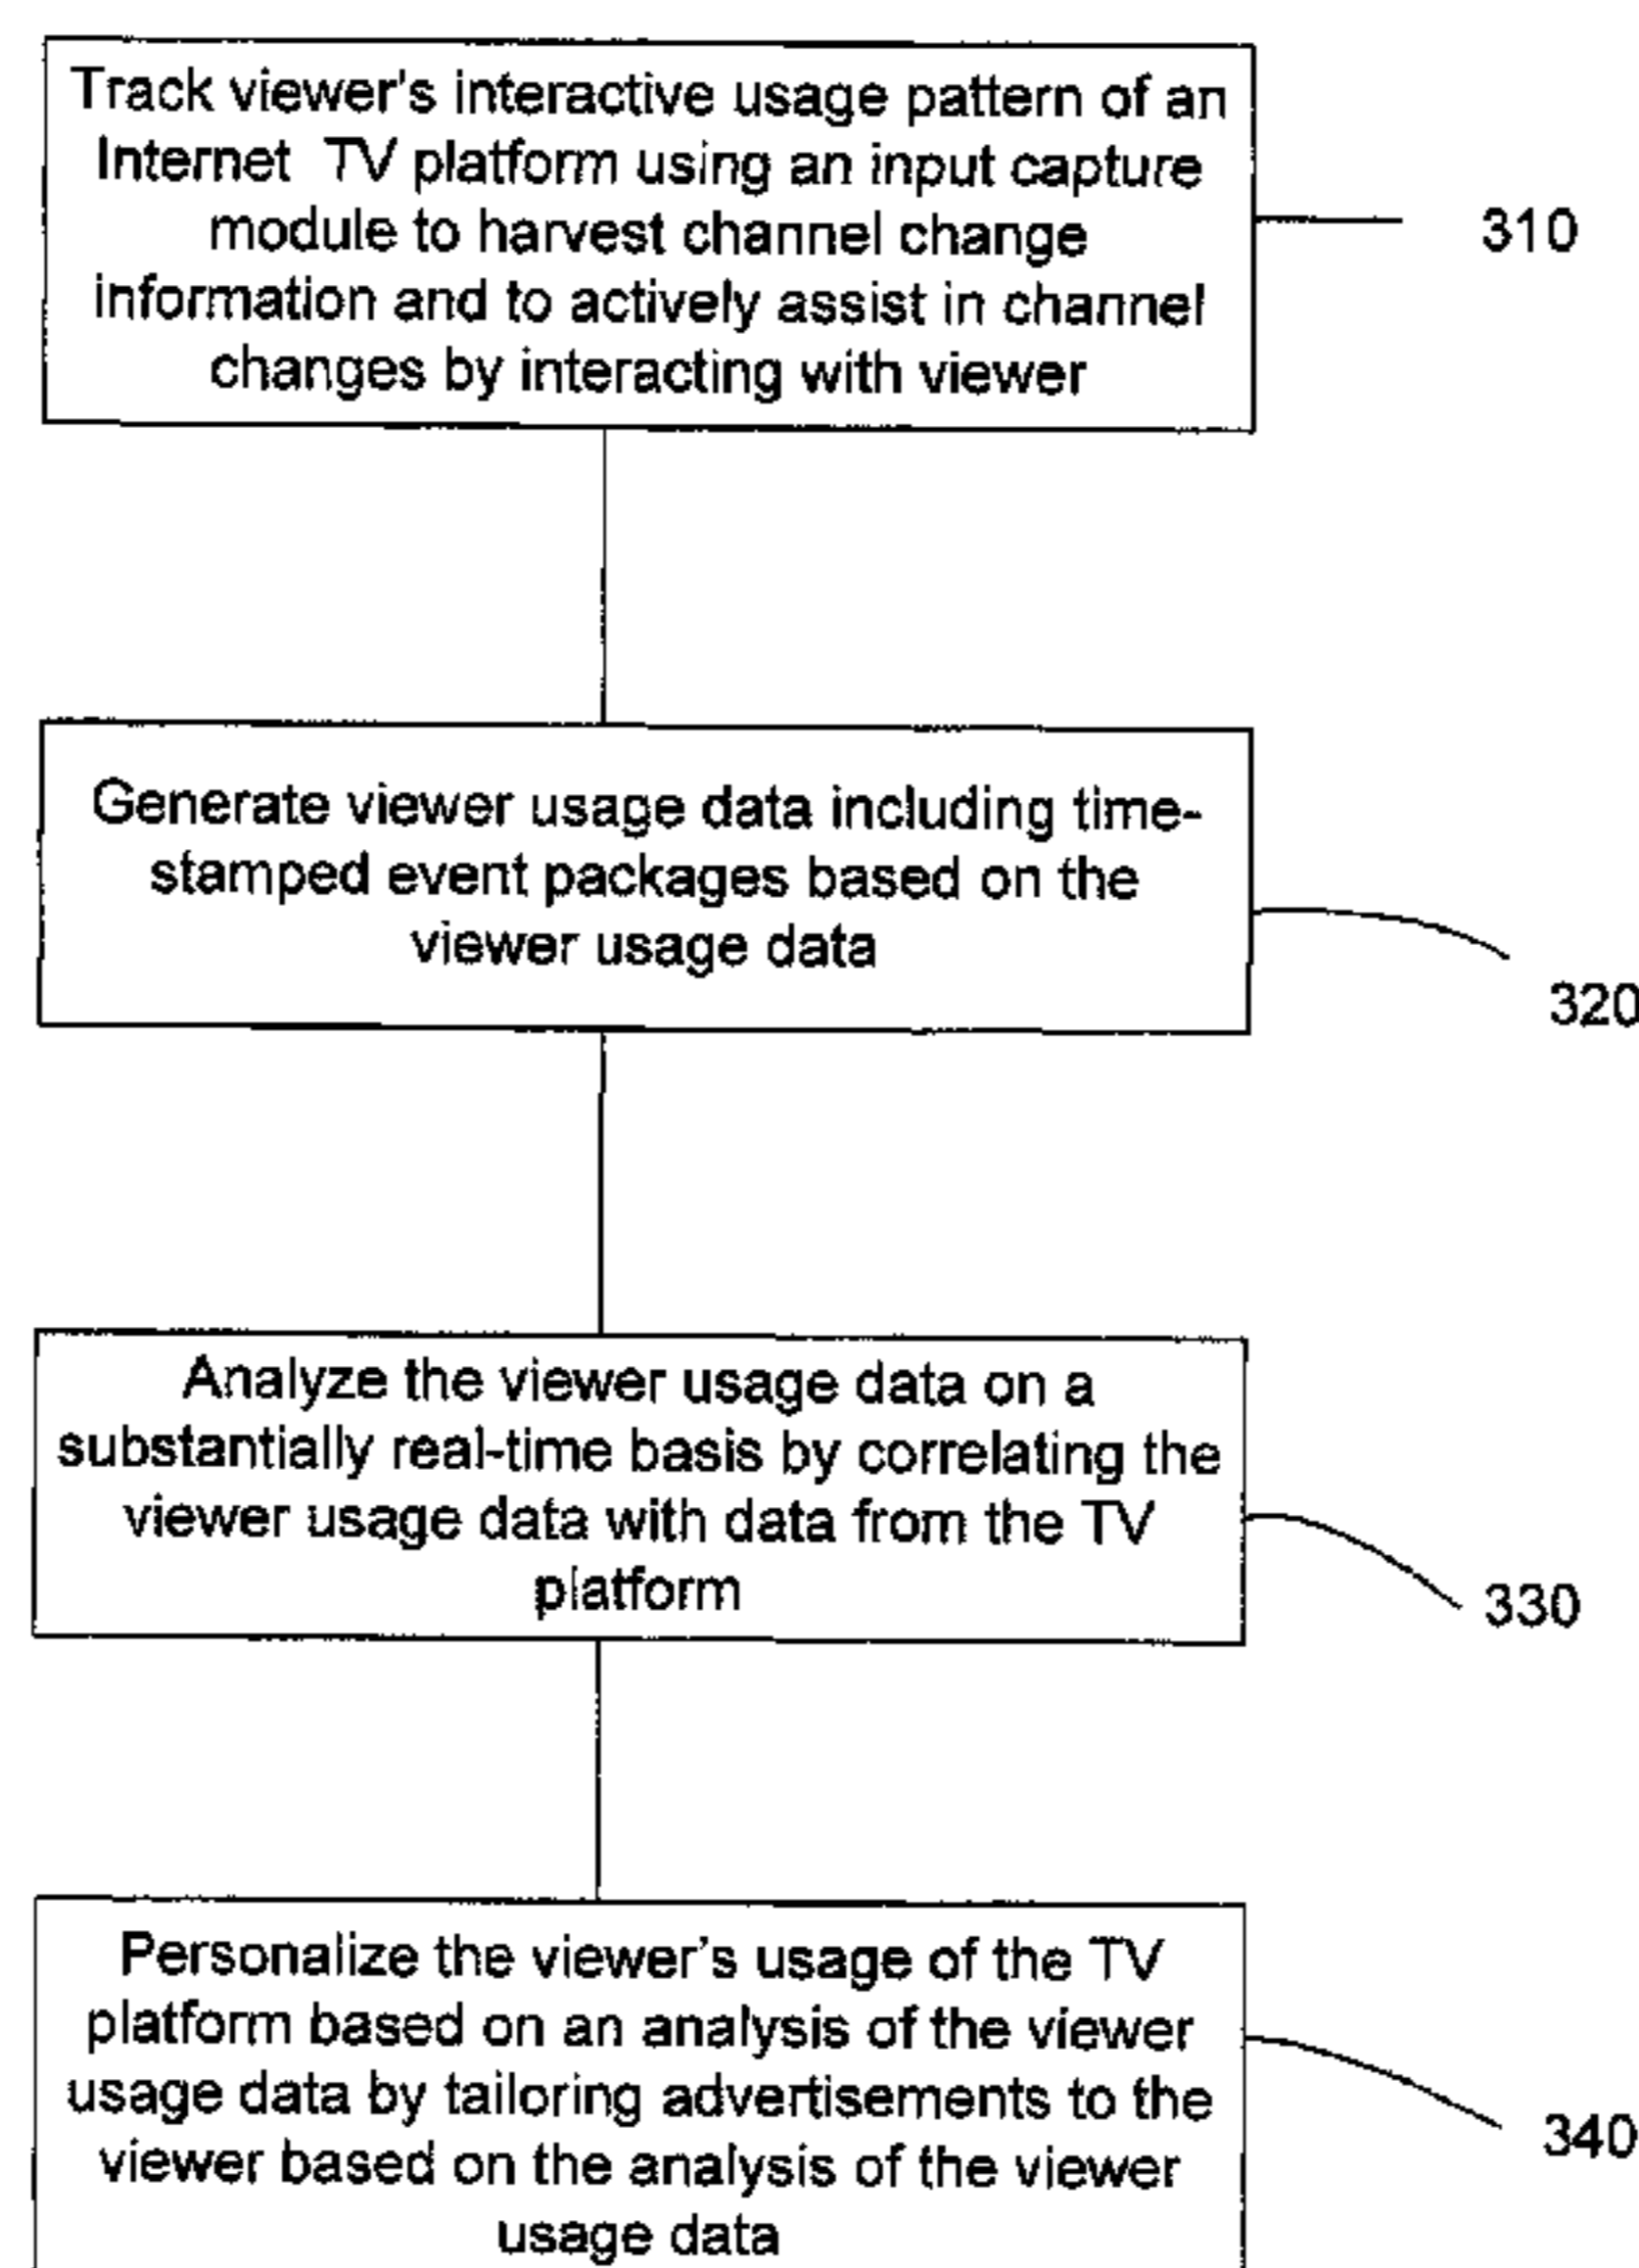 Track viewer's interactive usage pattern of an
Internet TV platform using an input capture
module to harvest channel change
information and to actively assist in channel
changes by interacting with viewer
310
Generate viewer usage data including time-
stamped event packages based on the
viewer usage data
320
Analyze the viewer usage data on a
substantially real-time basis by correlating the
viewer usage data with data from the TV
platform
330
Personalize the viewer's usage of the TV
platform based on an analysis of the viewer
usage data by tailoring advertisements to the
viewer based on the analysis of the viewer
usage data
340